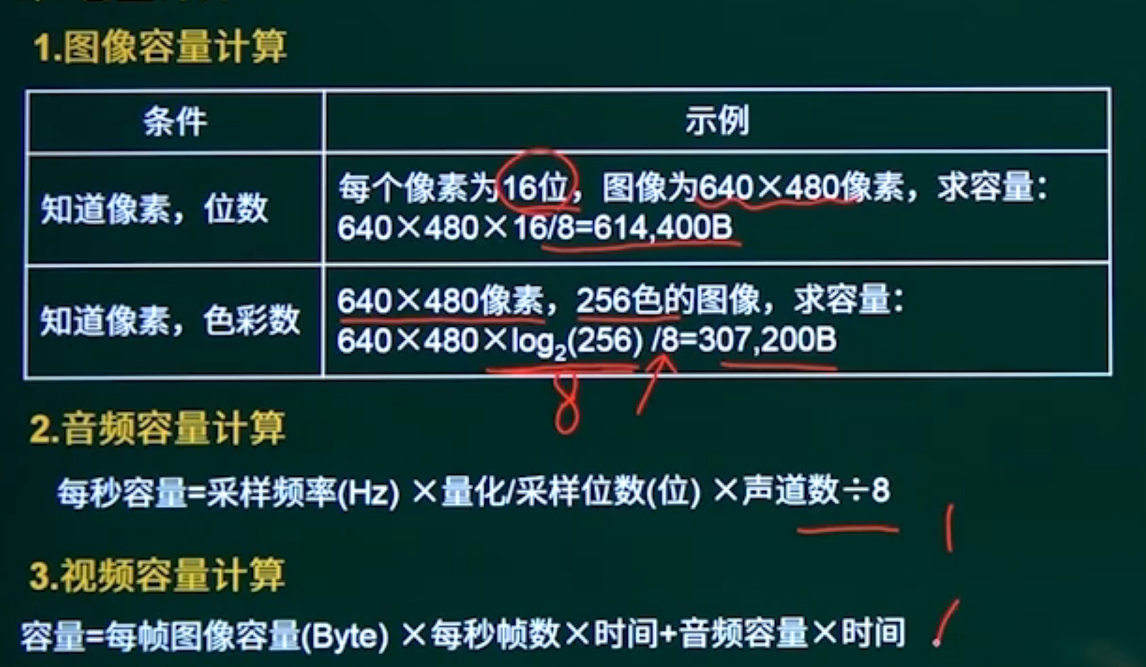 1.图像容量计算
条件
示例
知道像素，位数
每个像素为16位，图像为640×480像素，求容量：
640×480×16/8=614,400B
知道像素，色彩数
640×480像素，256色的图像，求容量：
640×480×log₂(256) /8=307,200B
8
2.音频容量计算
每秒容量=采样频率(Hz) ×量化/采样位数(位) ×声道数÷8
3.视频容量计算
容量=每帧图像容量(Byte) ×每秒帧数×时间+音频容量×时间